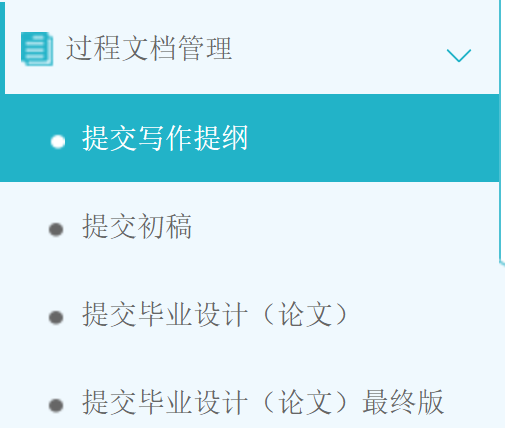 过程文档管理
提交写作提纲
提交初稿
提交毕业设计（论文）
提交毕业设计（论文）最终版